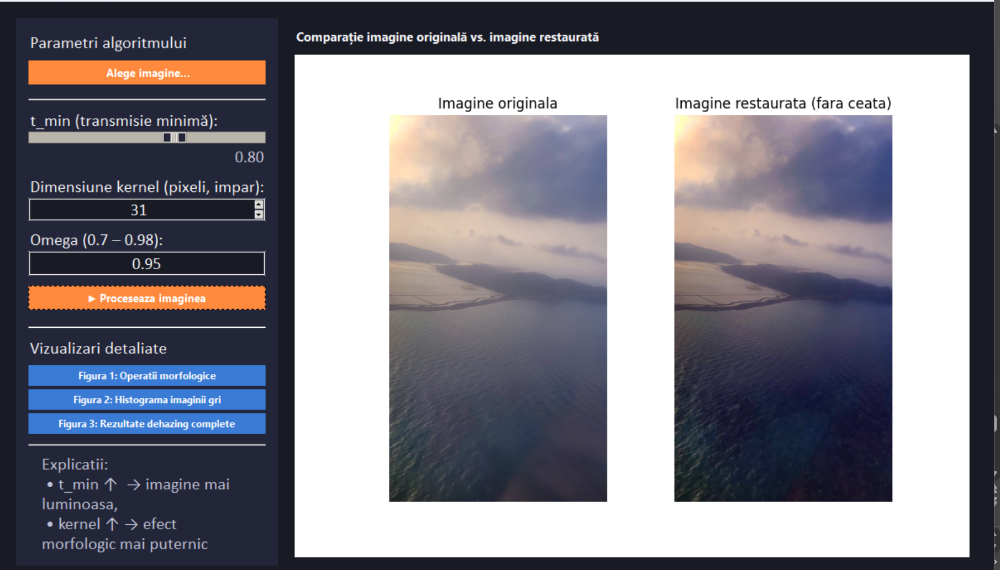 Parametri algoritmului
Alege imagine...
t_min (transmisie minimă):
0.80
Dimensiune kernel (pixeli, impar):
31
Omega (0.7 – 0.98):
0.95
► Proceseaza imaginea
Vizualizari detaliate
Figura 1: Operatii morfologice
Figura 2: Histograma imaginii gri
Figura 3: Rezultate dehazing complete
Explicatii:
• t_min ↑ → imagine mai
luminoasa,
• kernel ↑ → efect
morfologic mai puternic
Comparație imagine originală vs. imagine restaurată
Imagine originala
Imagine restaurata (fara ceata)